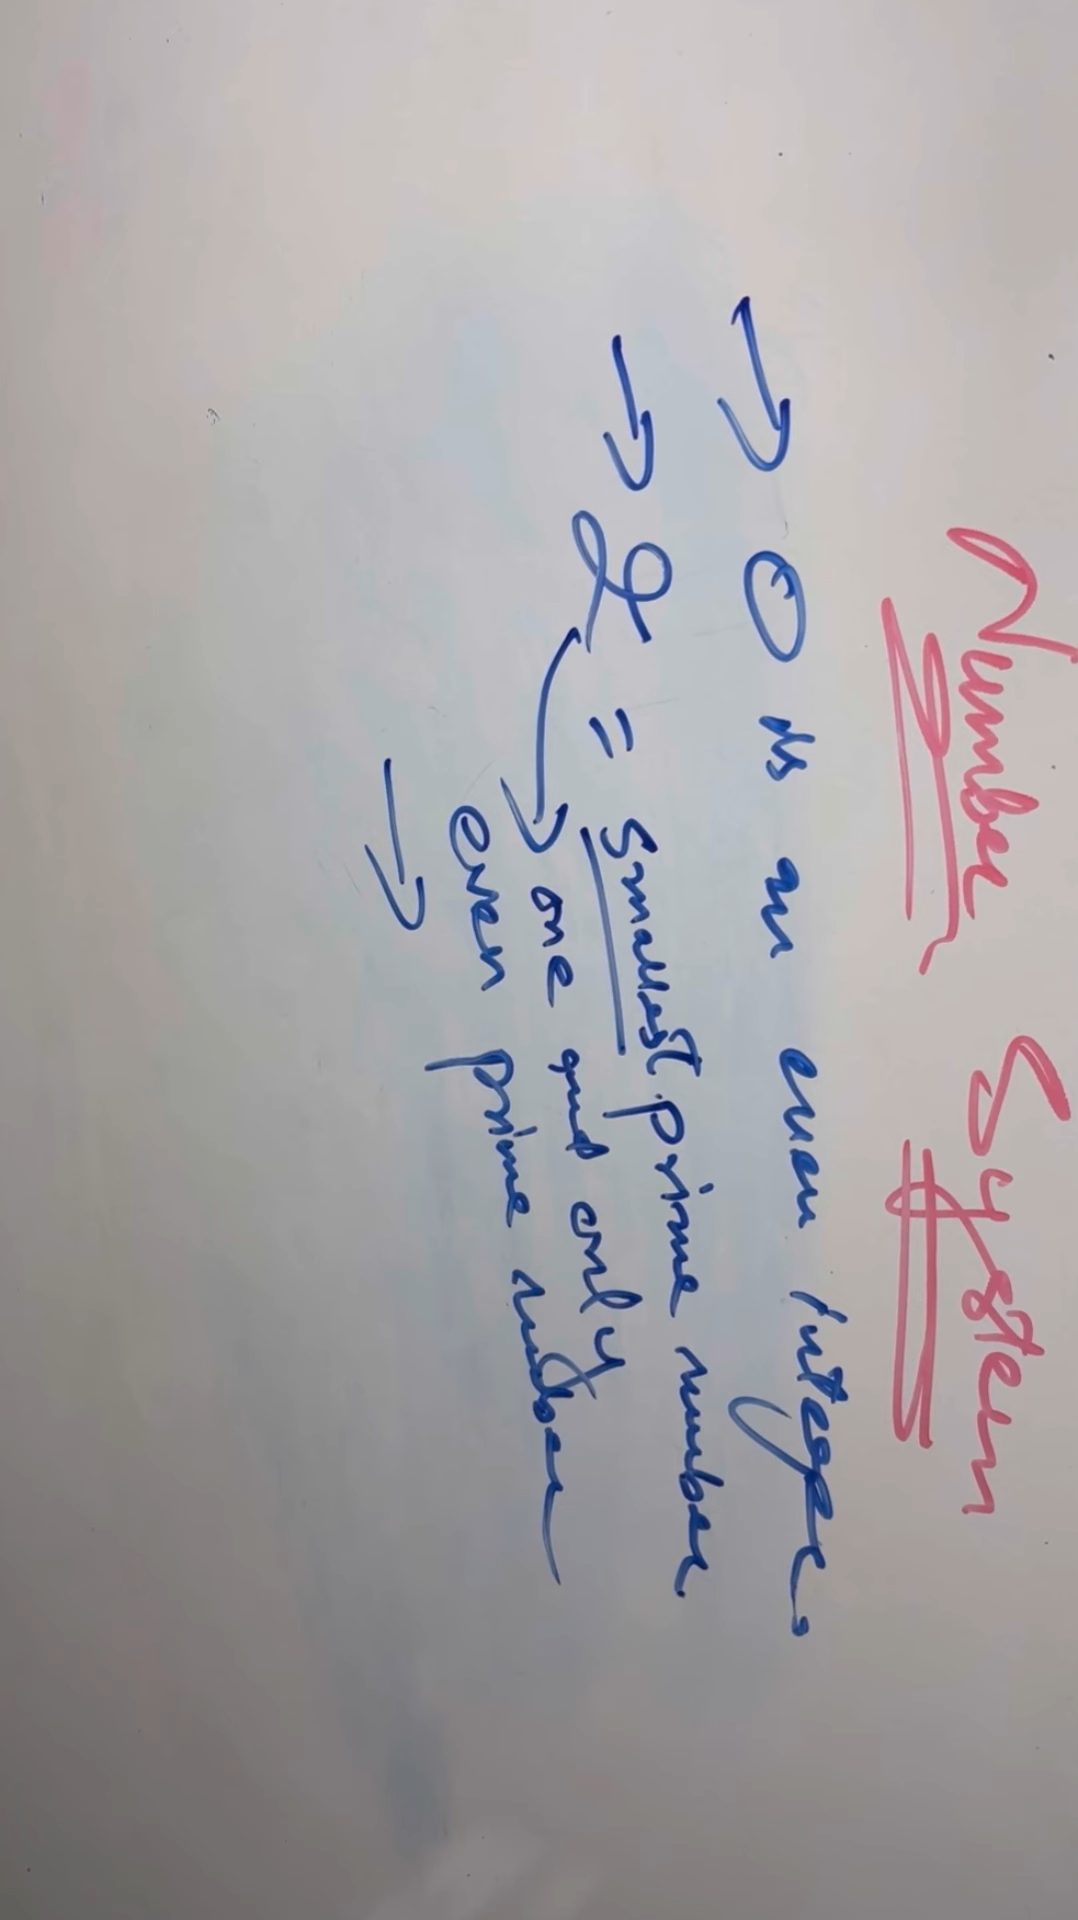 Number System
→ 0 is an even integer.
→ 2 = smallest prime number.
→ one and only
even prime number
→